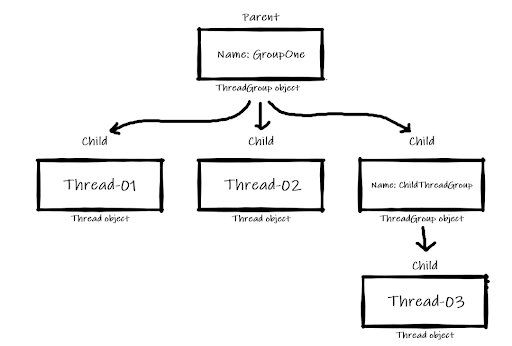 Parent
Name: GroupOne
ThreadGroup object
Child
Child
Child
Thread-01
Thread-02
Name: ChildThreadGroup
Thread object
Thread object
ThreadGroup object
Child
Thread-03
Thread object